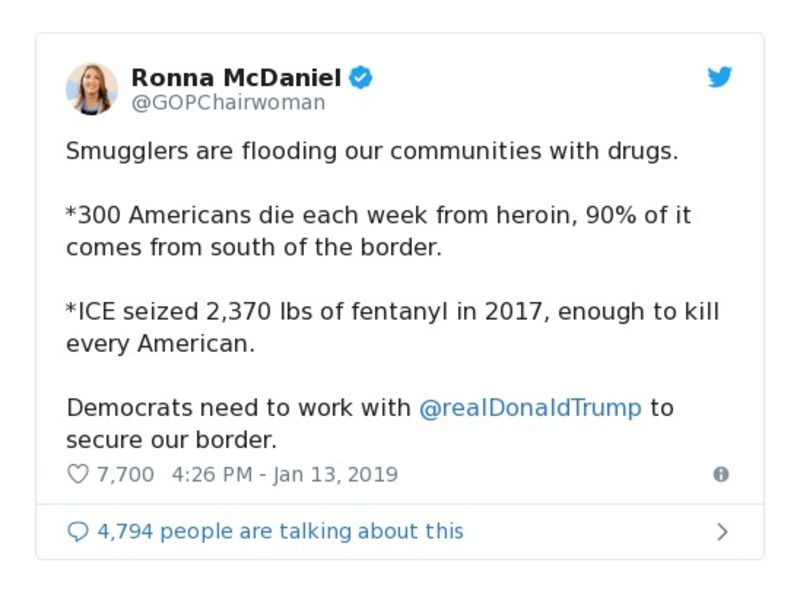 Ronna McDaniel
@GOPChairwoman
Smugglers are flooding our communities with drugs.
*300 Americans die each week from heroin, 90% of it
comes from south of the border.
*ICE seized 2,370 lbs of fentanyl in 2017, enough to kill
every American.
Democrats need to work with @realDonaldTrump to
secure our border.
7,700 4:26 PM - Jan 13, 2019
4,794 people are talking about this